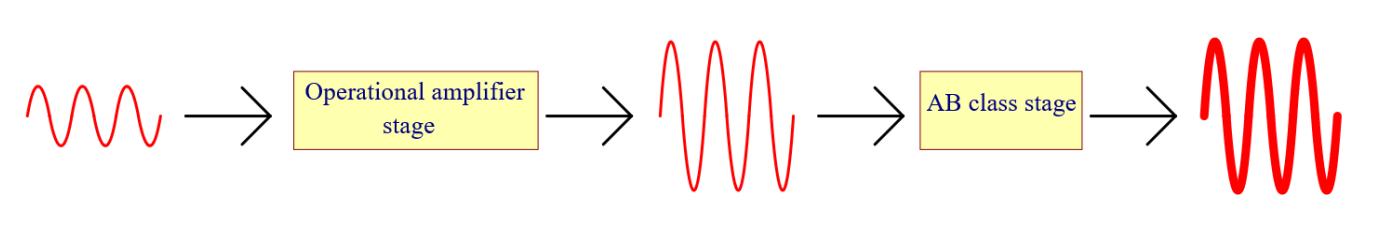 Operational amplifier
stage
AB class stage